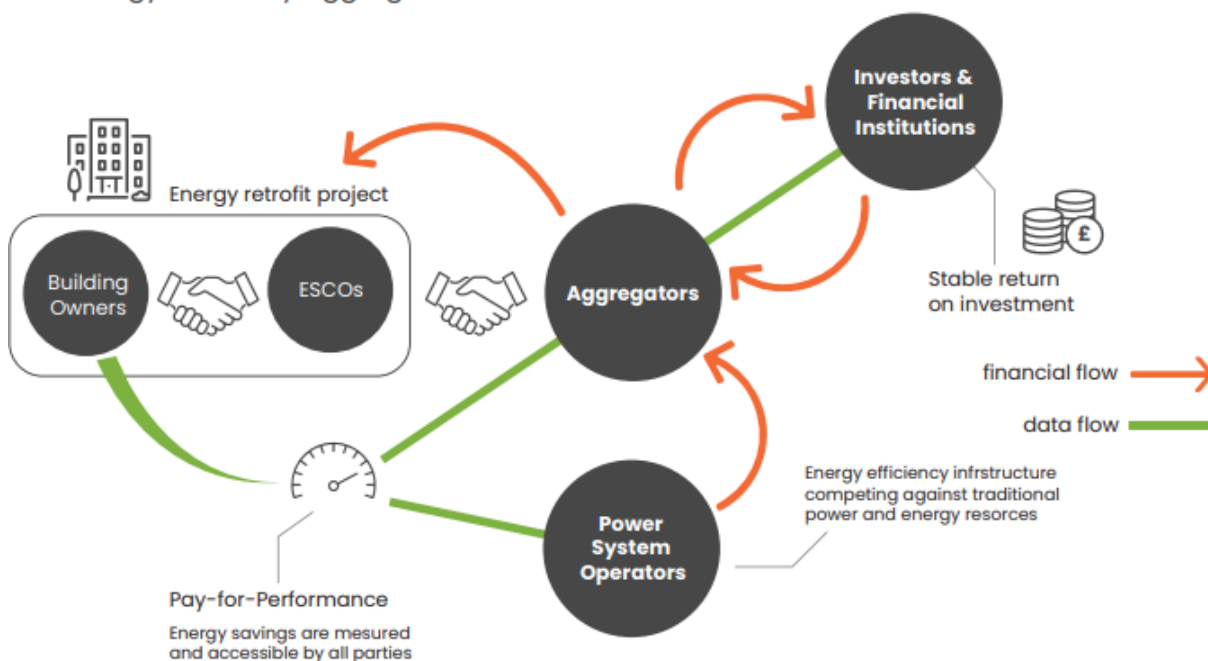 Investors &
Financial
Institutions
Energy retrofit project
Building
Owners
ESCOs
Aggregators
£
Stable return
on investment
financial flow
data flow
Energy efficiency infrstructure
competing against traditional
power and energy resorces
Power
System
Operators
Pay-for-Performance
Energy savings are mesured
and accessible by all parties